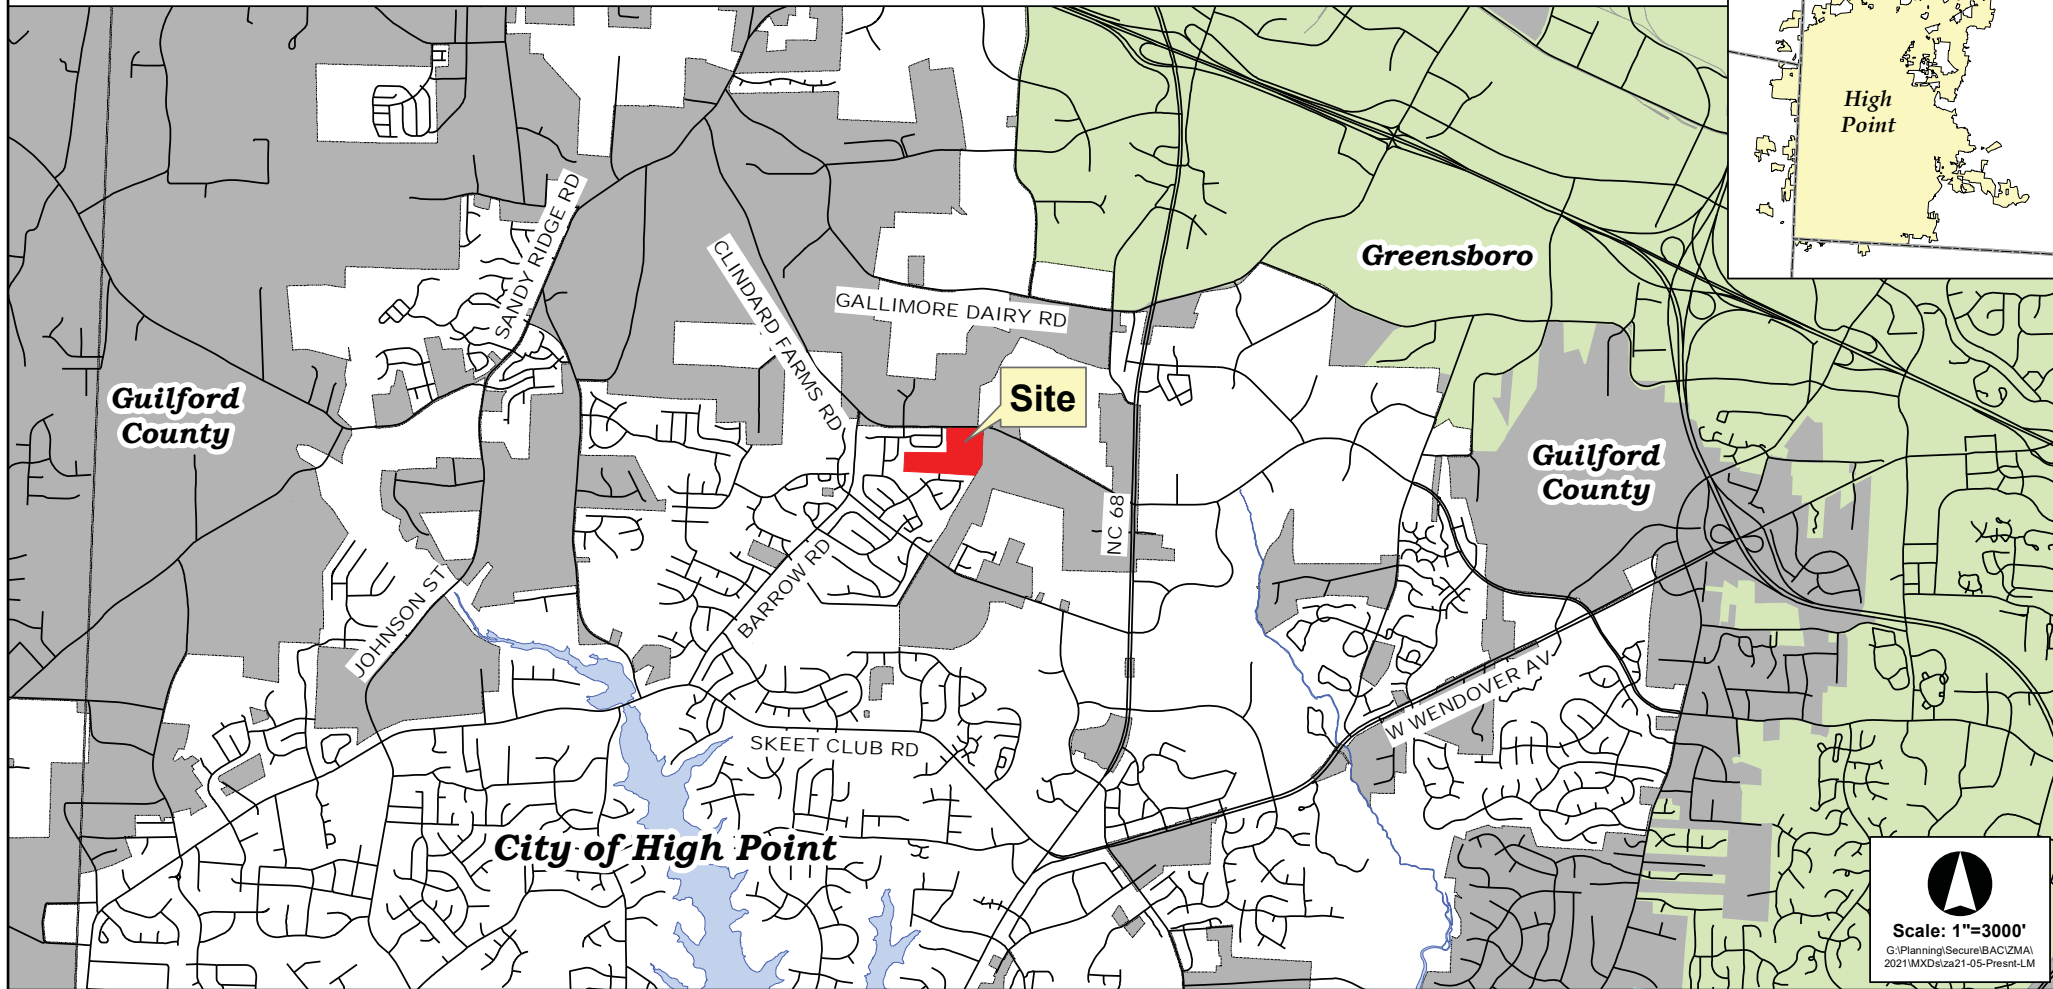 High
Point
SANDY RIDGE RD
CLINDARD FARMS RD
Greensboro
GALLIMORE DAIRY RD
Guilford
County
Site
Guilford
County
NC 68
BARROW RD
JOHNSON ST
W WENDOVER AV
SKEET CLUB RD
City of High Point
Scale: 1"=3000'
G:\Planning\Secure\BAC\ZMA\
2021\MXDs\za21-05-Presnt-LM